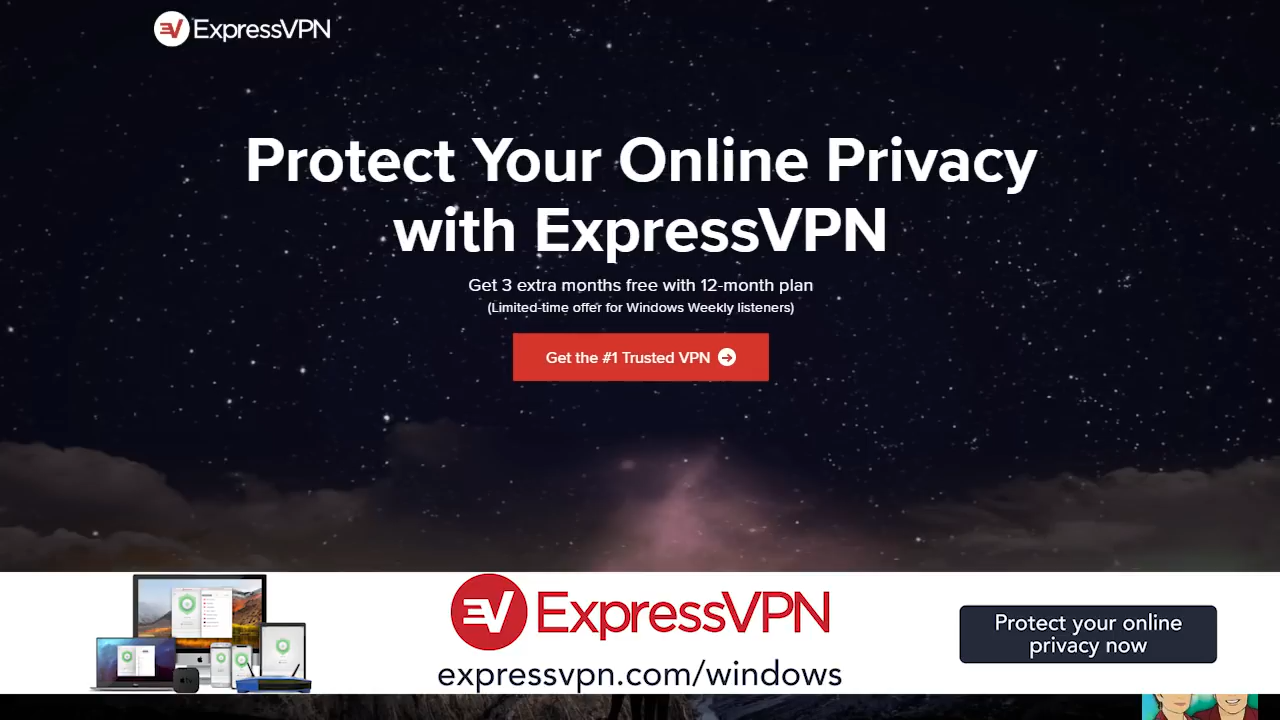 ExpressVPN
Protect Your Online Privacy
with ExpressVPN
Get 3 extra months free with 12-month plan
(Limited-time offer for Windows Weekly listeners)
Get the #1 Trusted VPN
ExpressVPN
expressvpn.com/windows
Protect your online
privacy now